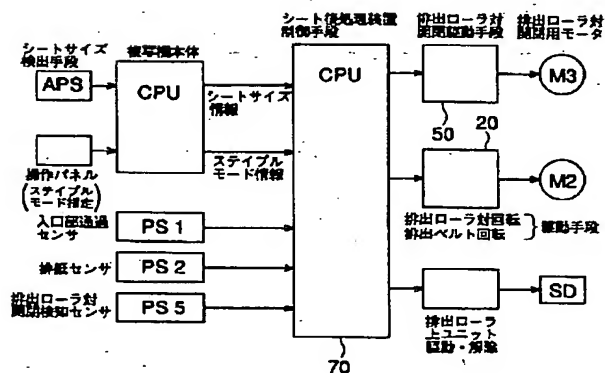 シートサイズ
検出手段
APS
複写機本体
CPU
シートサイズ
情報
ステイプル
モード情報
操作パネル
(ステイプル
モード指定)
入口部通過
センサ
PS 1
排紙センサ
PS 2
排出ローラ対
開閉検知センサ
PS 5
シート後処理装置
制御手段
CPU
70
排出ローラ対
開閉駆動手段
50
排出ローラ対
開閉用モータ
M3
20
M2
排出ローラ対回転
排出ベルト回転
駆動手段
排出ローラ
上ユニット
駆動・解除
SD